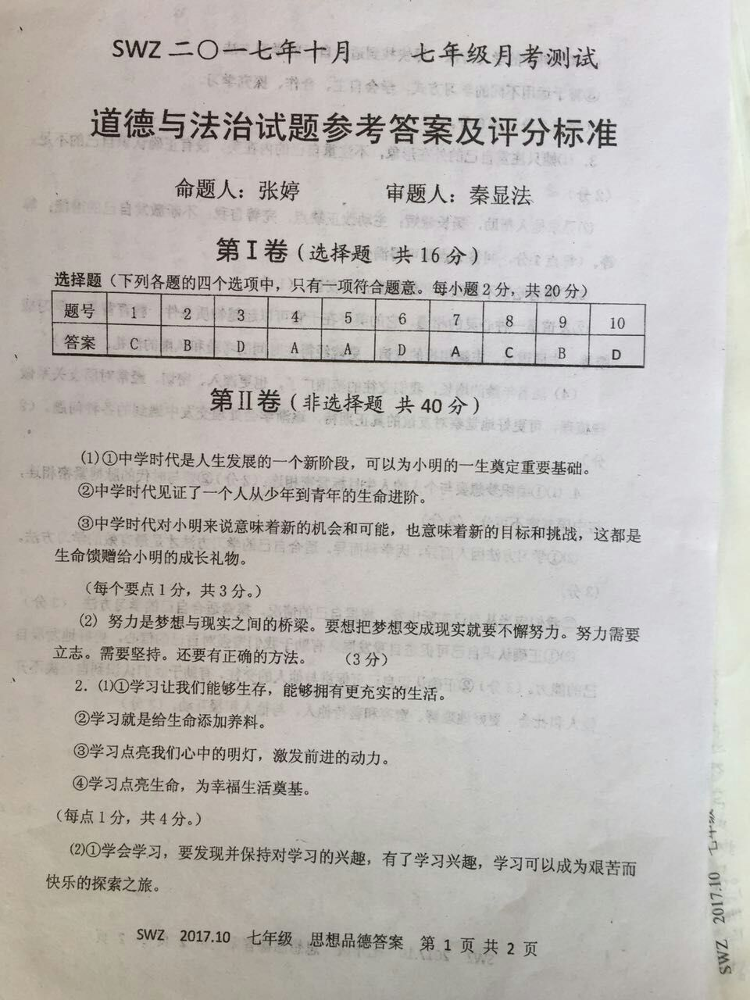 SWZ 二〇一七年十月 七年级月考测试
道德与法治试题参考答案及评分标准
命题人：张婷 审题人：秦显法
第Ⅰ卷（选择题 共16分）
选择题（下列各题的四个选项中，只有一项符合题意。每小题2分，共20分）
题号 1 2 3 4 5 6 7 8 9 10
答案 C B D A A D A C B D
第Ⅱ卷（非选择题 共40分）
⑴①中学时代是人生发展的一个新阶段，可以为小明的一生奠定重要基础。
②中学时代见证了一个人从少年到青年的生命进阶。
③中学时代对小明来说意味着新的机会和可能，也意味着新的目标和挑战，这都是
生命馈赠给小明的成长礼物。
（每个要点1分，共3分。）
⑵ 努力是梦想与现实之间的桥梁。要想把梦想变成现实就要不懈努力。努力需要
立志。需要坚持。还要有正确的方法。 （3分）
2．⑴①学习让我们能够生存，能够拥有更充实的生活。
②学习就是给生命添加养料。
③学习点亮我们心中的明灯，激发前进的动力。
④学习点亮生命，为幸福生活奠基。
（每点1分，共4分。）
⑵①学会学习，要发现并保持对学习的兴趣，有了学习兴趣，学习可以成为艰苦而
快乐的探索之旅。
SWZ 2017.10 七年级 思想品德答案 第 1 页 共 2 页
SWZ 2017.10